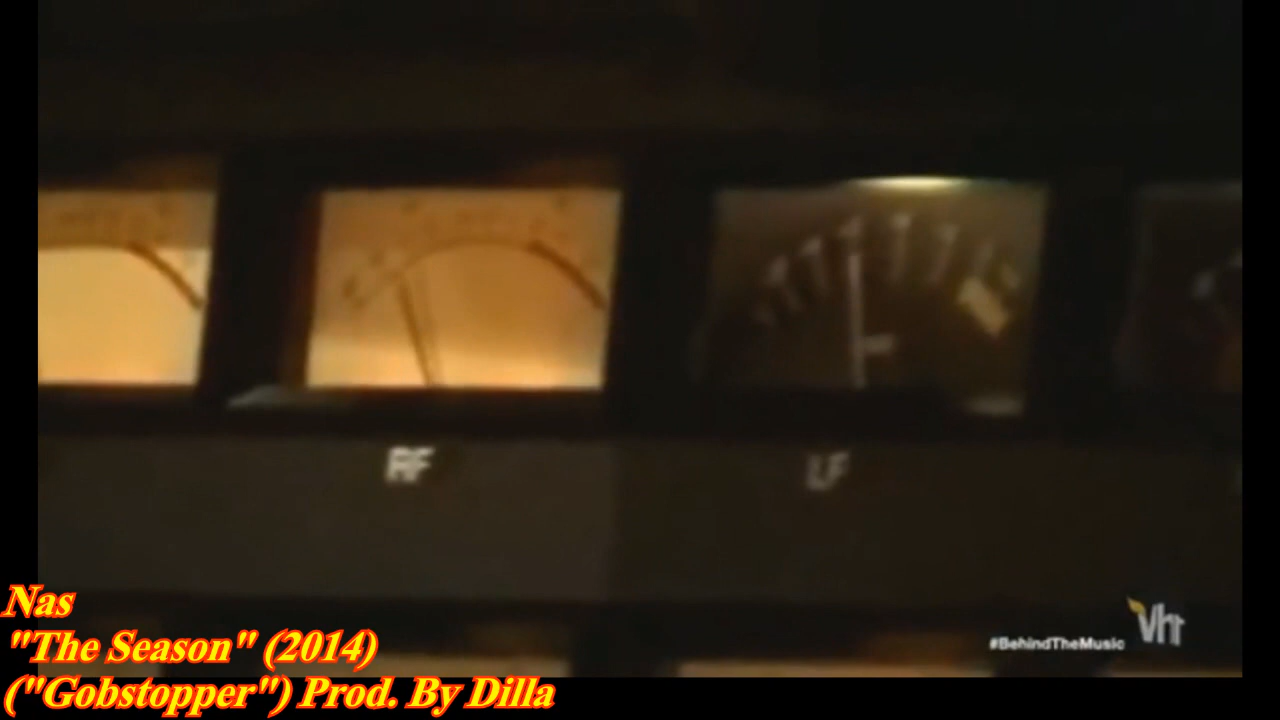 RF
LF
#BehindTheMusic
Vh1
Nas
"The Season" (2014)
("Gobstopper") Prod. By Dilla